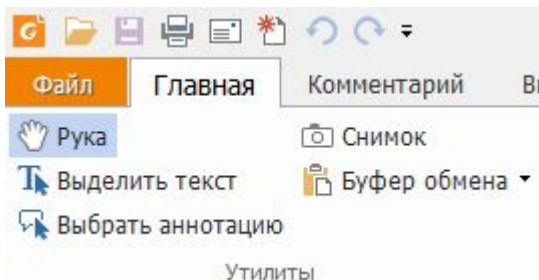 Файл Главная Комментарий
Рука Снимок
Выделить текст Буфер обмена
Выбрать аннотацию
Утилиты